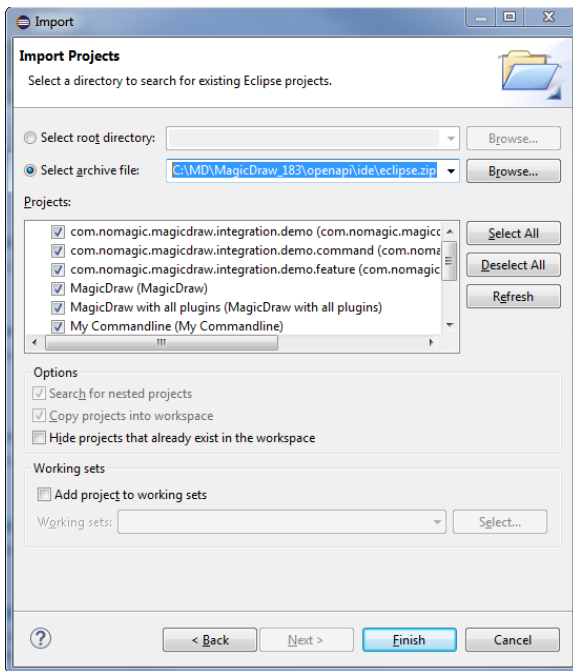 Import
Import Projects
Select a directory to search for existing Eclipse projects.
Select root directory:
Browse...
Select archive file:
C:\MD\MagicDraw_183\openapi\ide\eclipse.zip
Browse...
Projects:
com.nomagic.magicdraw.integration.demo (com.nomagic.magicc
com.nomagic.magicdraw.integration.demo.command (com.noma
com.nomagic.magicdraw.integration.demo.feature (com.nomagic
MagicDraw (MagicDraw)
MagicDraw with all plugins (MagicDraw with all plugins)
My Commandline (My Commandline)
Select All
Deselect All
Refresh
Options
Search for nested projects
Copy projects into workspace
Hide projects that already exist in the workspace
Working sets
Add project to working sets
Working sets:
Select...
?
< Back
Next >
Finish
Cancel